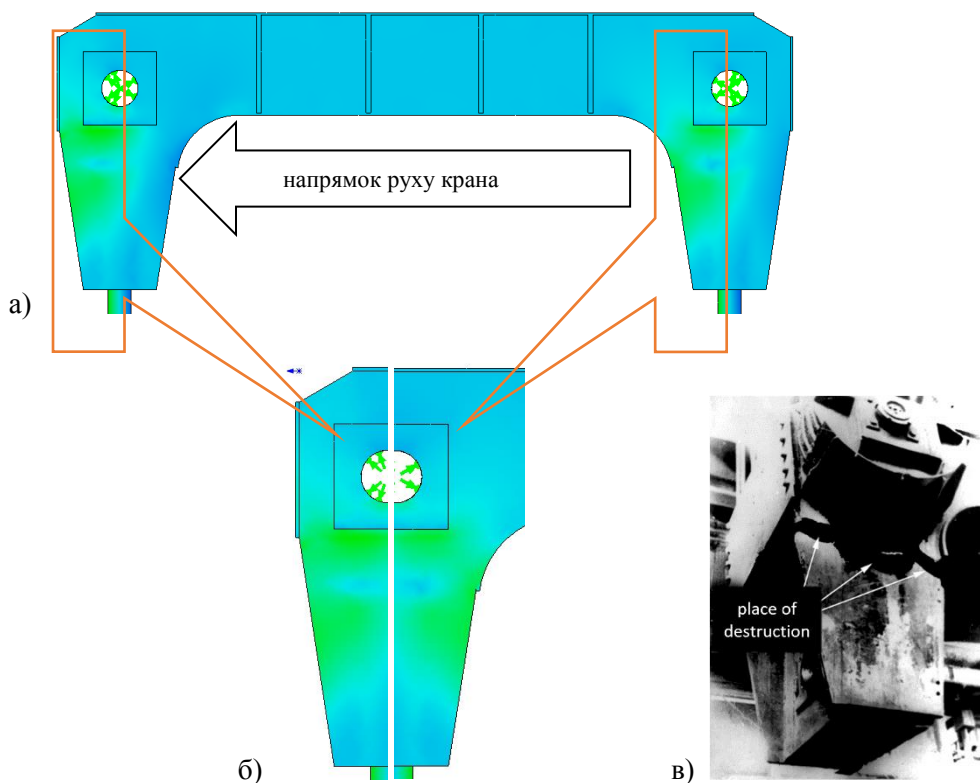 напрямок руху крана
а)
place of
destruction
б)
в)